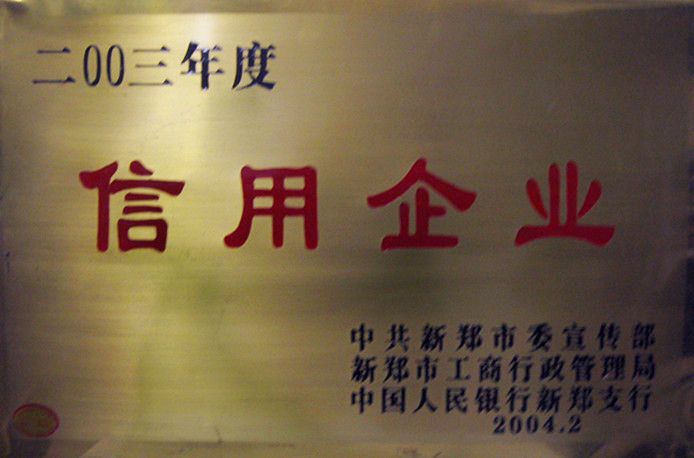 二00三年度
信用企业
中共新郑市委宣传部
新郑市工商行政管理局
中国人民银行新郑支行
2004.2